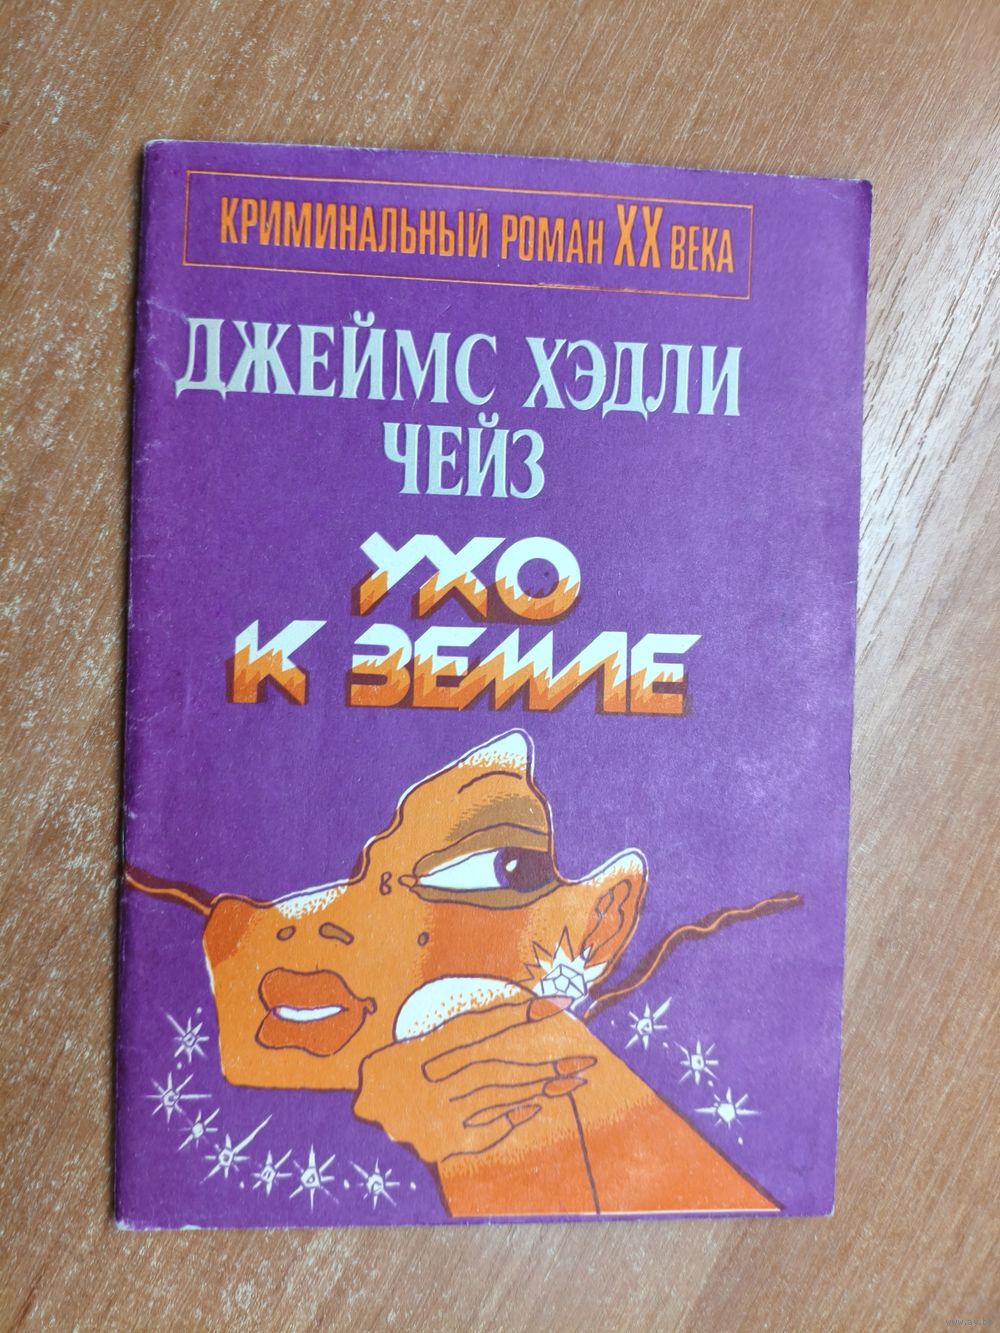 КРИМИНАЛЬНЫЙ РОМАН XX ВЕКА
ДЖЕЙМС ХЭДЛИ
ЧЕЙЗ
УХО
К ЗЕМЛЕ